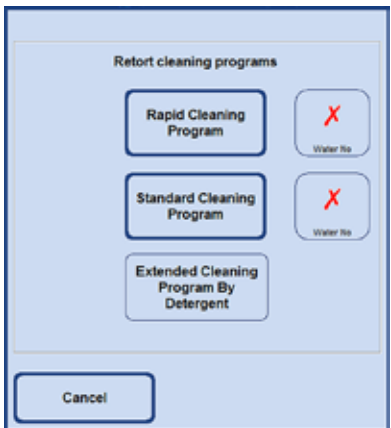 Retort cleaning programs
Rapid Cleaning
Program
Water No
Standard Cleaning
Program
Water No
Extended Cleaning
Program By
Detergent
Cancel